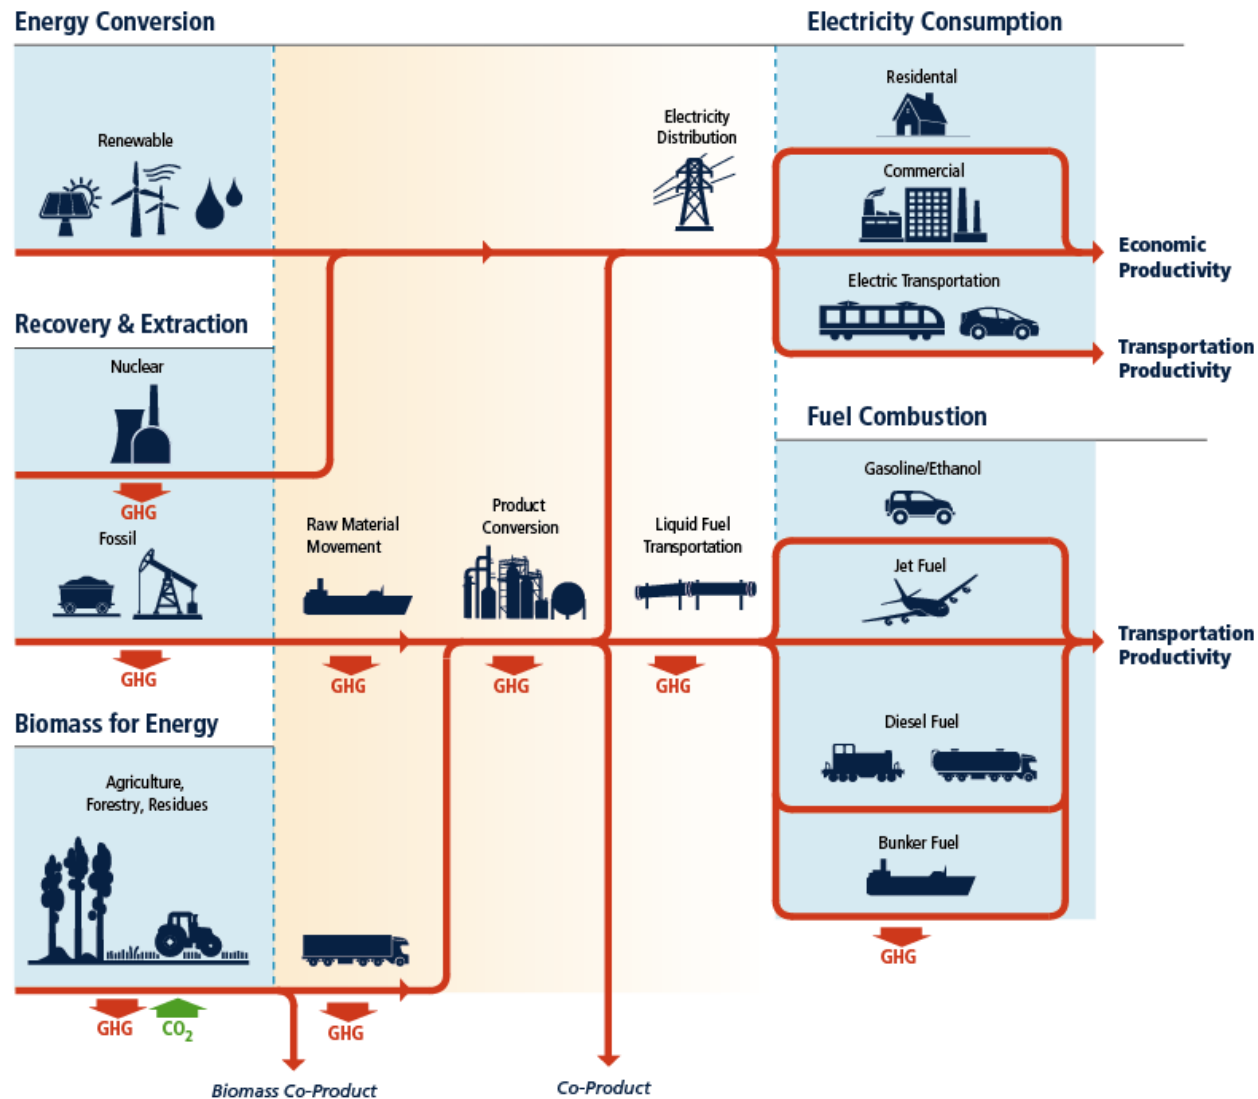 Energy Conversion
Electricity Consumption
Residental
Renewable
Electricity
Distribution
Commercial
Economic
Productivity
Electric Transportation
Recovery & Extraction
Nuclear
Transportation
Productivity
Fuel Combustion
Gasoline/Ethanol
GHG
Fossil
Raw Material
Movement
Product
Conversion
Liquid Fuel
Transportation
Jet Fuel
Transportation
Productivity
GHG
GHG
GHG
GHG
Biomass for Energy
Agriculture,
Forestry, Residues
Diesel Fuel
Bunker Fuel
GHG
GHG
CO₂
GHG
Biomass Co-Product
Co-Product